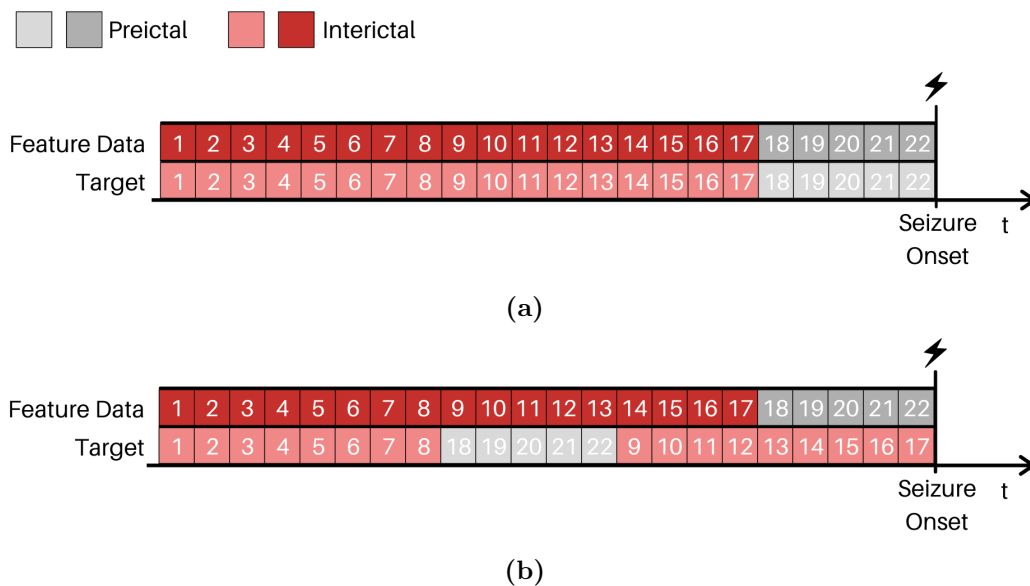 Preictal Interictal
Feature Data 1 2 3 4 5 6 7 8 9 10 11 12 13 14 15 16 17 18 19 20 21 22
Target 1 2 3 4 5 6 7 8 9 10 11 12 13 14 15 16 17 18 19 20 21 22
Seizure t
Onset
(a)
Feature Data 1 2 3 4 5 6 7 8 9 10 11 12 13 14 15 16 17 18 19 20 21 22
Target 1 2 3 4 5 6 7 8 18 19 20 21 22 9 10 11 12 13 14 15 16 17
Seizure t
Onset
(b)